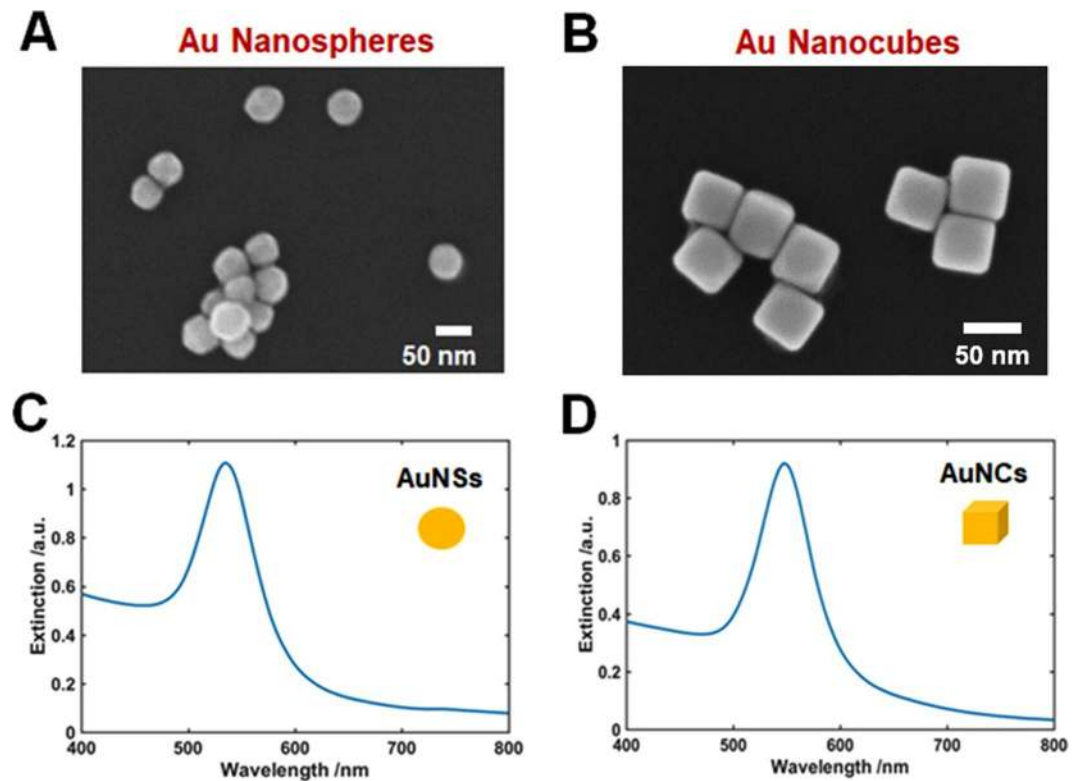 A
Au Nanospheres
50 nm
B
Au Nanocubes
50 nm
C
1.2
1
0.8
0.6
0.4
0.2
0
Extinction /a.u.
AuNSs
400
500
600
700
800
Wavelength /nm
D
1
0.8
0.6
0.4
0.2
0
Extinction /a.u.
AuNCs
400
500
600
700
800
Wavelength /nm